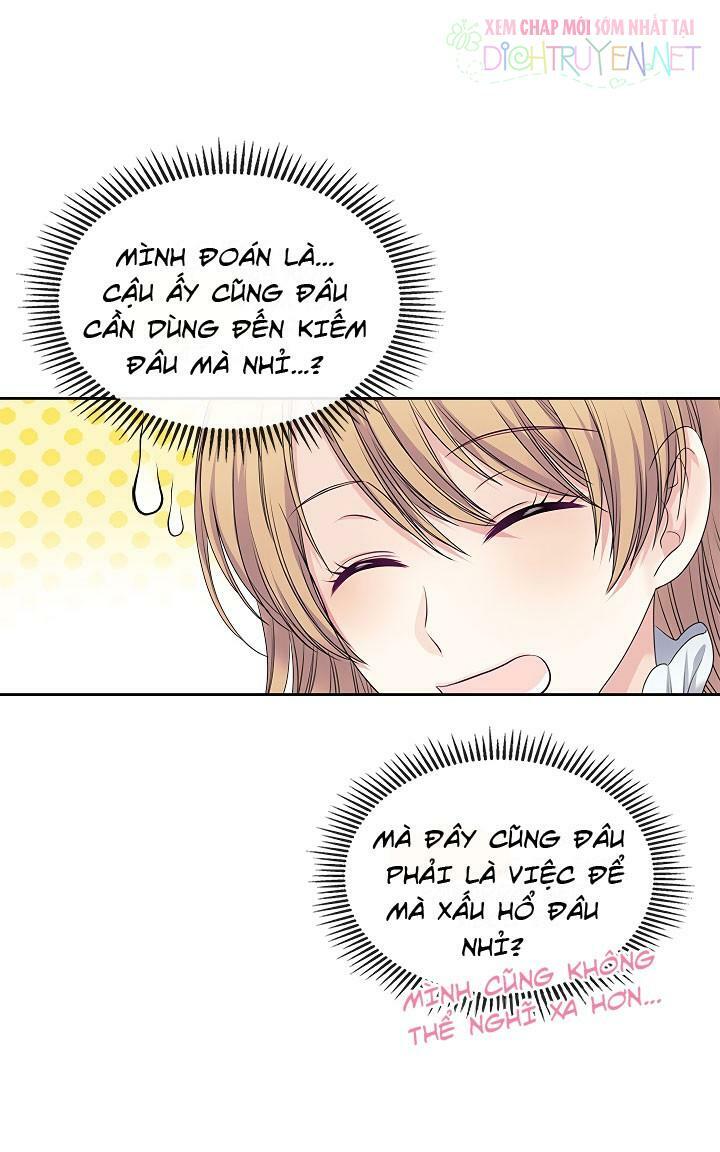 XEM CHAP MỚI SỚM NHẤT TẠI
DICHTRUYEN.NET
MÌNH ĐOÁN LÀ...
CẬU ẤY CŨNG ĐÂU
CẦN DÙNG ĐẾN KIẾM
ĐÂU MÀ NHỈ...?
MÀ ĐÂY CŨNG ĐÂU
PHẢI LÀ VIỆC ĐỂ
MÀ XẤU HỔ ĐÂU
NHỈ?
MÌNH CŨNG KHÔNG
THỂ NGHĨ XA HƠN...